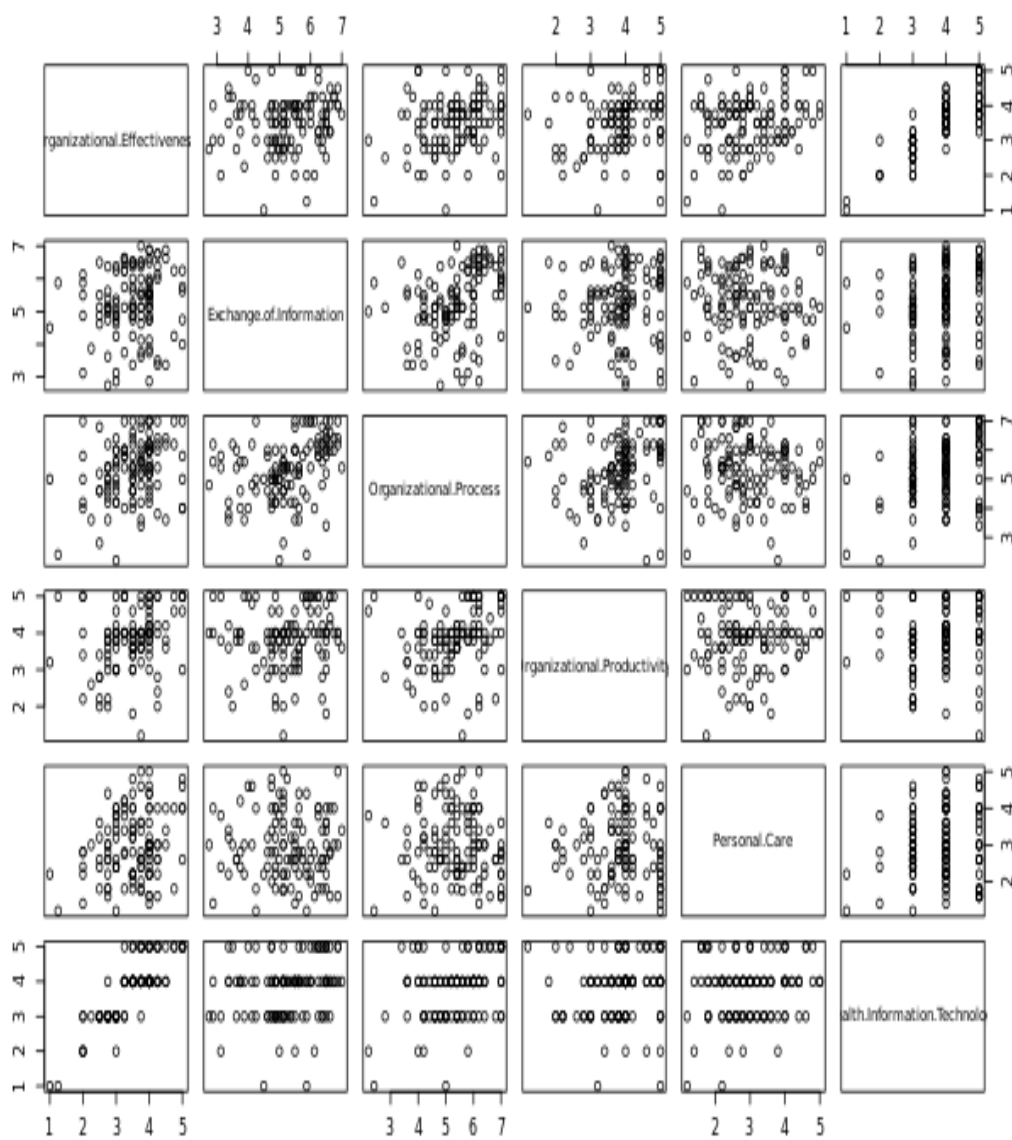 3 4 5 6 7 2 3 4 5 1 2 3 4 5
rganizational.Effectivenes
1 2 3 4 5
3 5 7
Exchange.of.Information
Organizational.Process
3 5 7
2 3 4 5
rganizational.Productivity
Personal.Care
2 3 4 5
1 2 3 4 5
alth.Information.Technolo
1 2 3 4 5 3 4 5 6 7 2 3 4 5